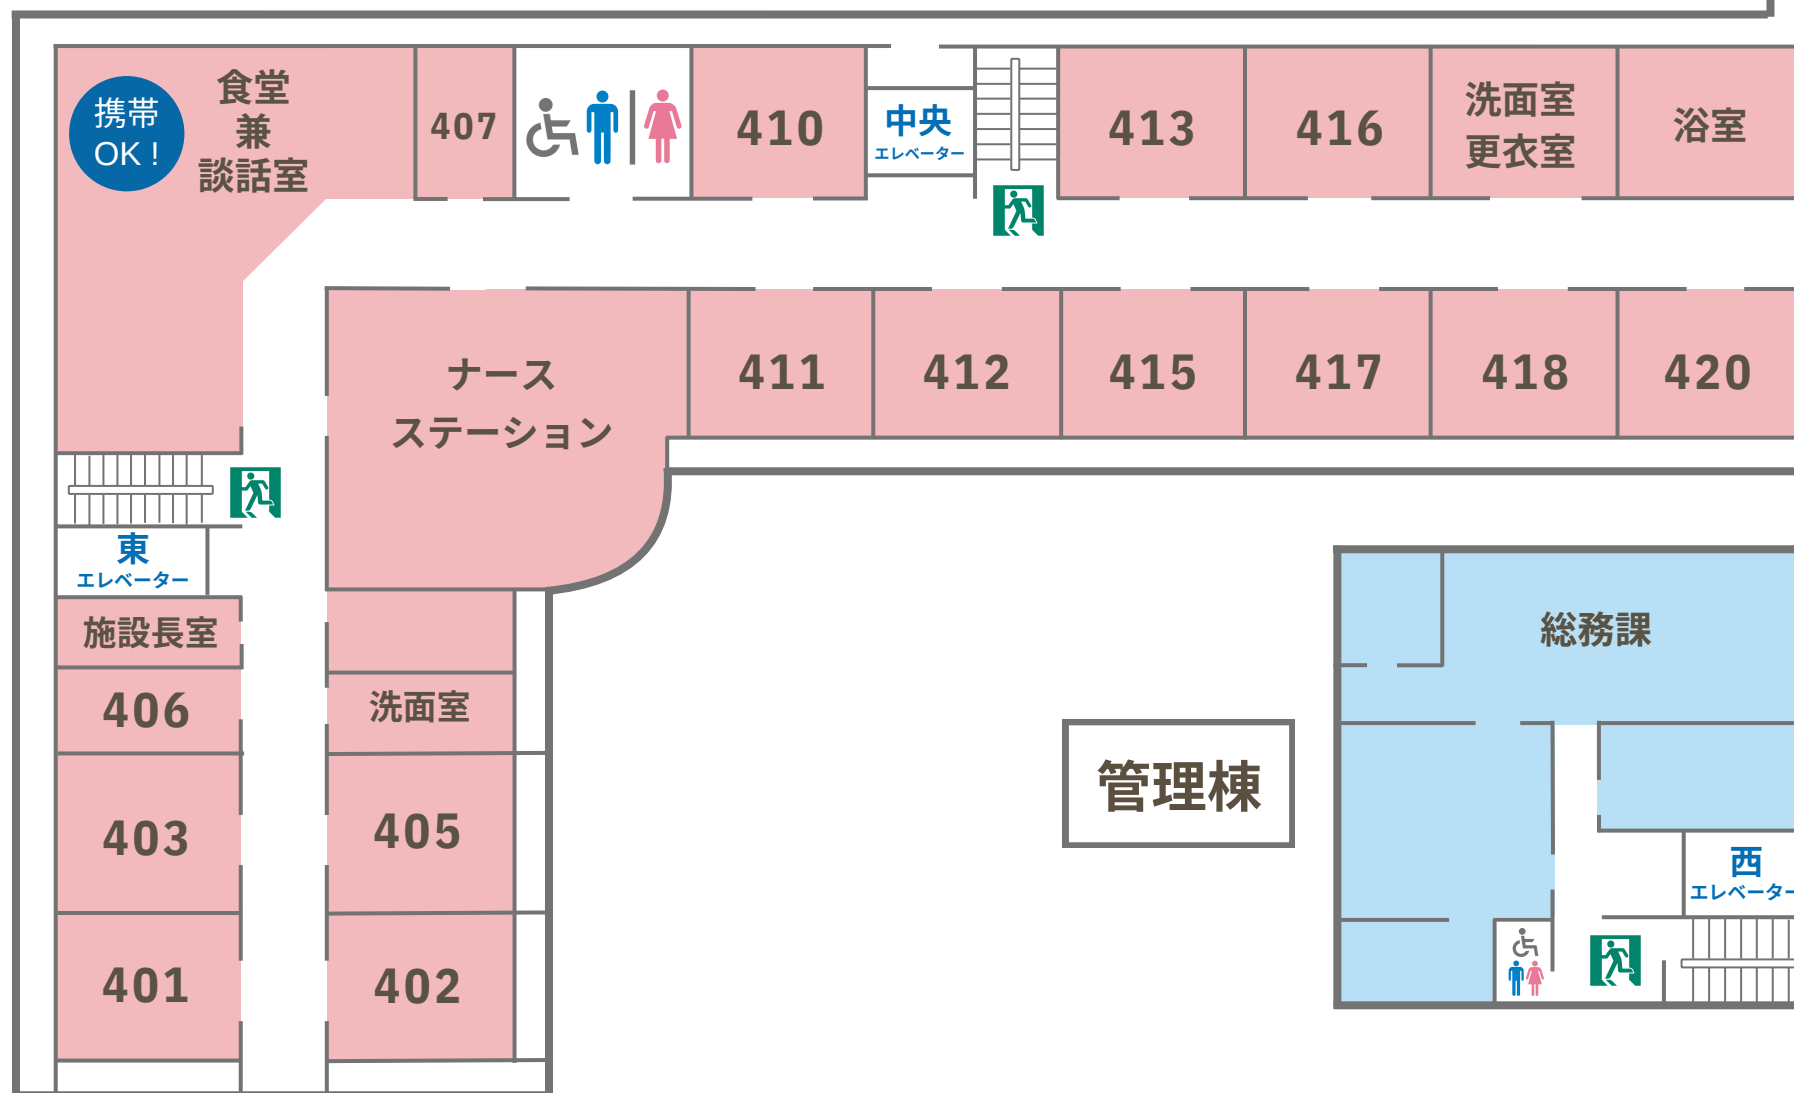 携帯
OK !
食堂
兼
談話室
407
410
中央
エレベーター
413
416
洗面室
更衣室
浴室
ナース
ステーション
411
412
415
417
418
420
東
エレベーター
施設長室
406
洗面室
403
405
401
402
管理棟
総務課
西
エレベーター